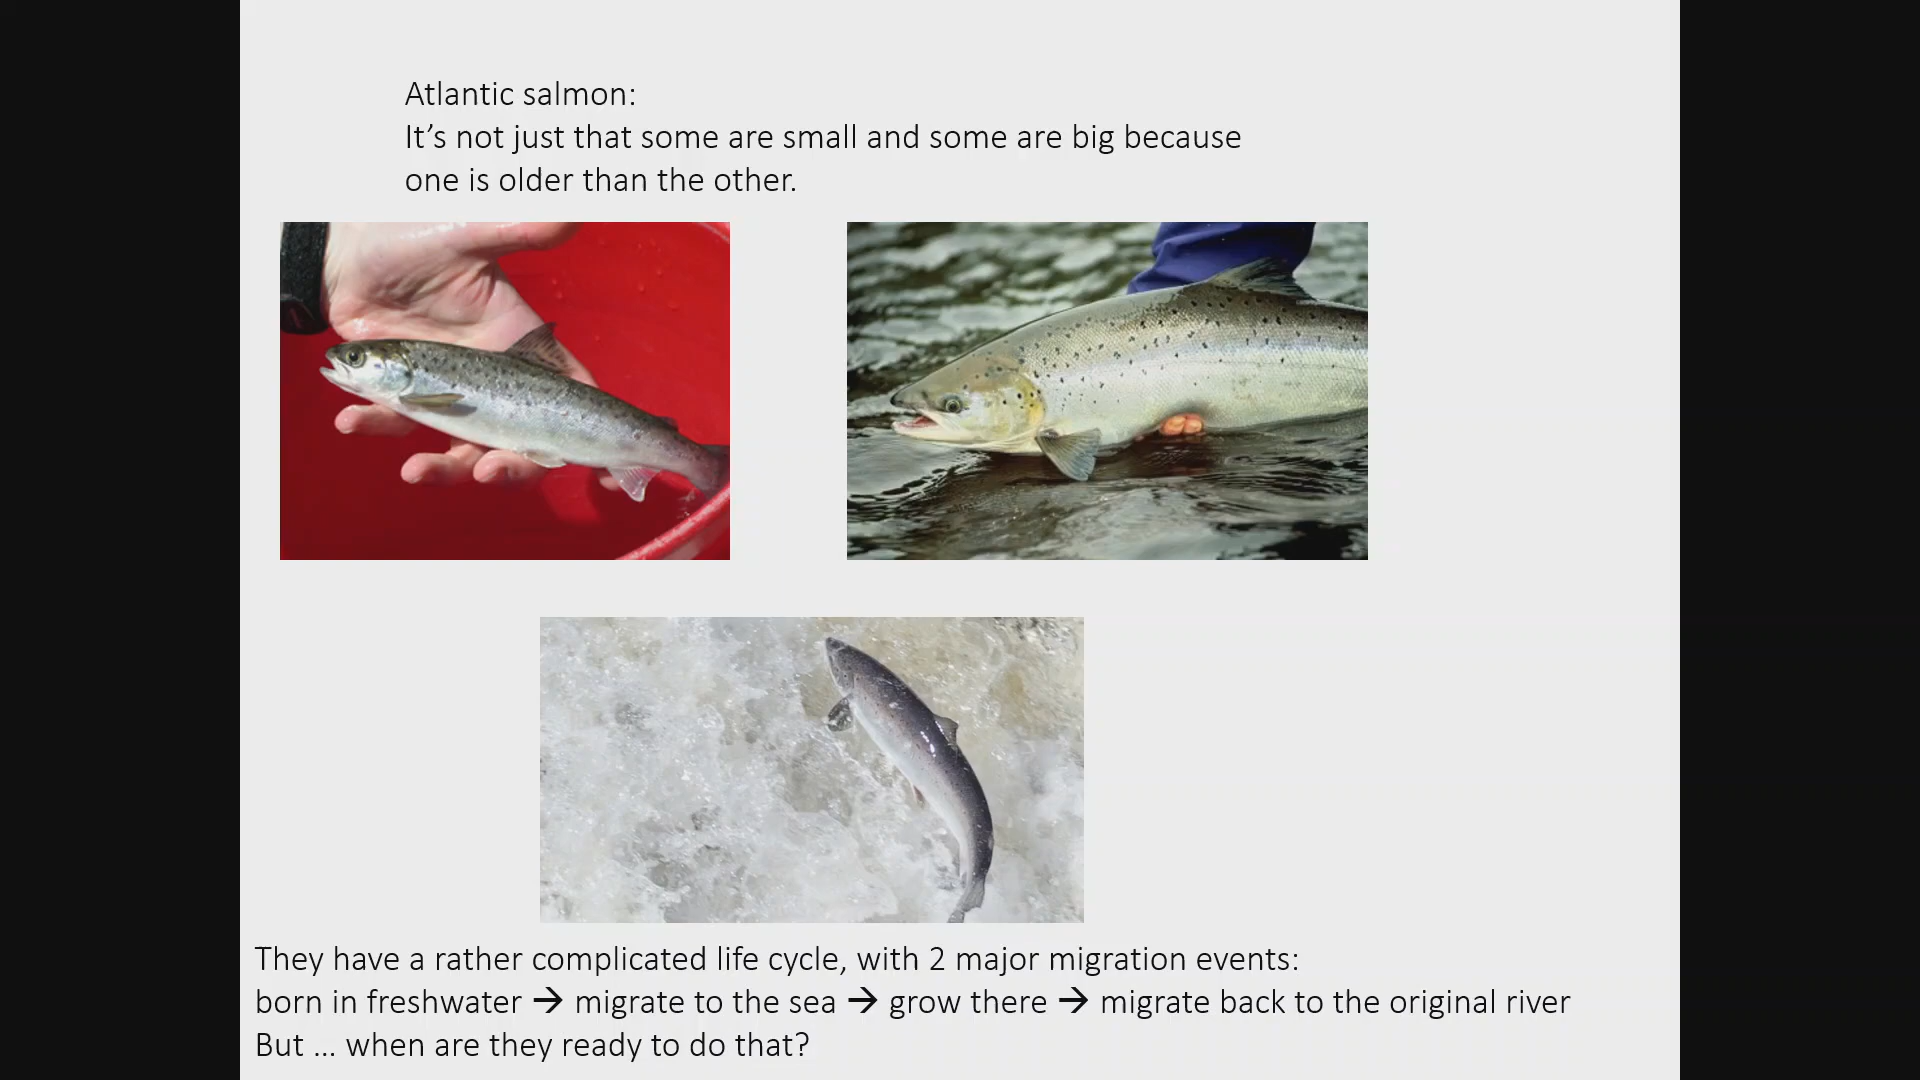 Atlantic salmon:
It’s not just that some are small and some are big because
one is older than the other.
They have a rather complicated life cycle, with 2 major migration events:
born in freshwater → migrate to the sea → grow there → migrate back to the original river
But … when are they ready to do that?